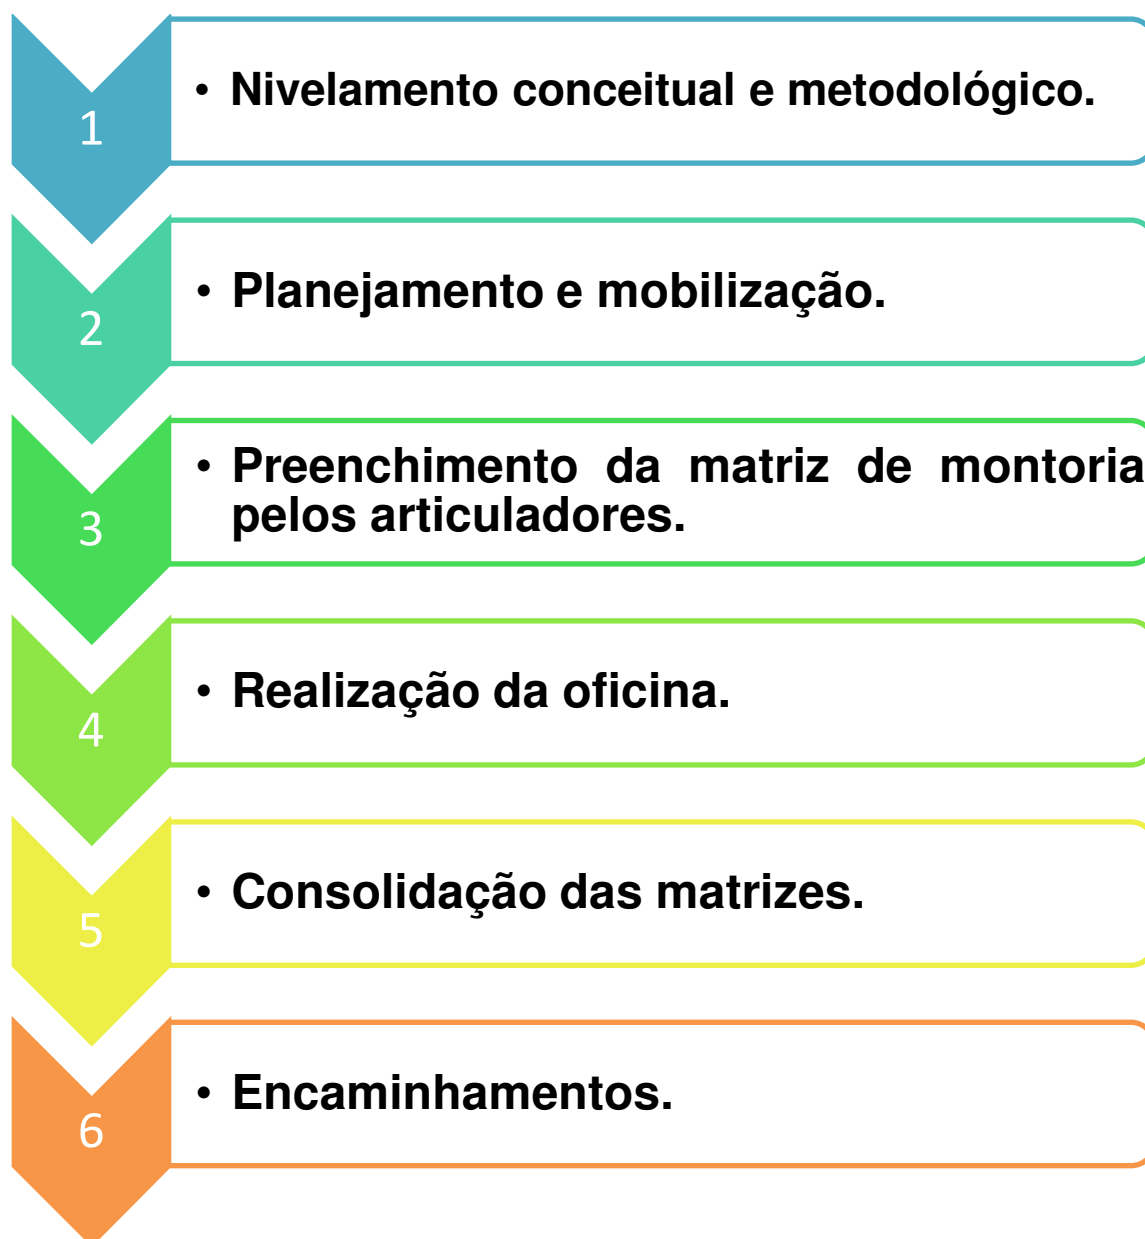 1
• Nivelamento conceitual e metodológico.
2
• Planejamento e mobilização.
3
• Preenchimento da matriz de montoria
pelos articuladores.
4
• Realização da oficina.
5
• Consolidação das matrizes.
6
• Encaminhamentos.